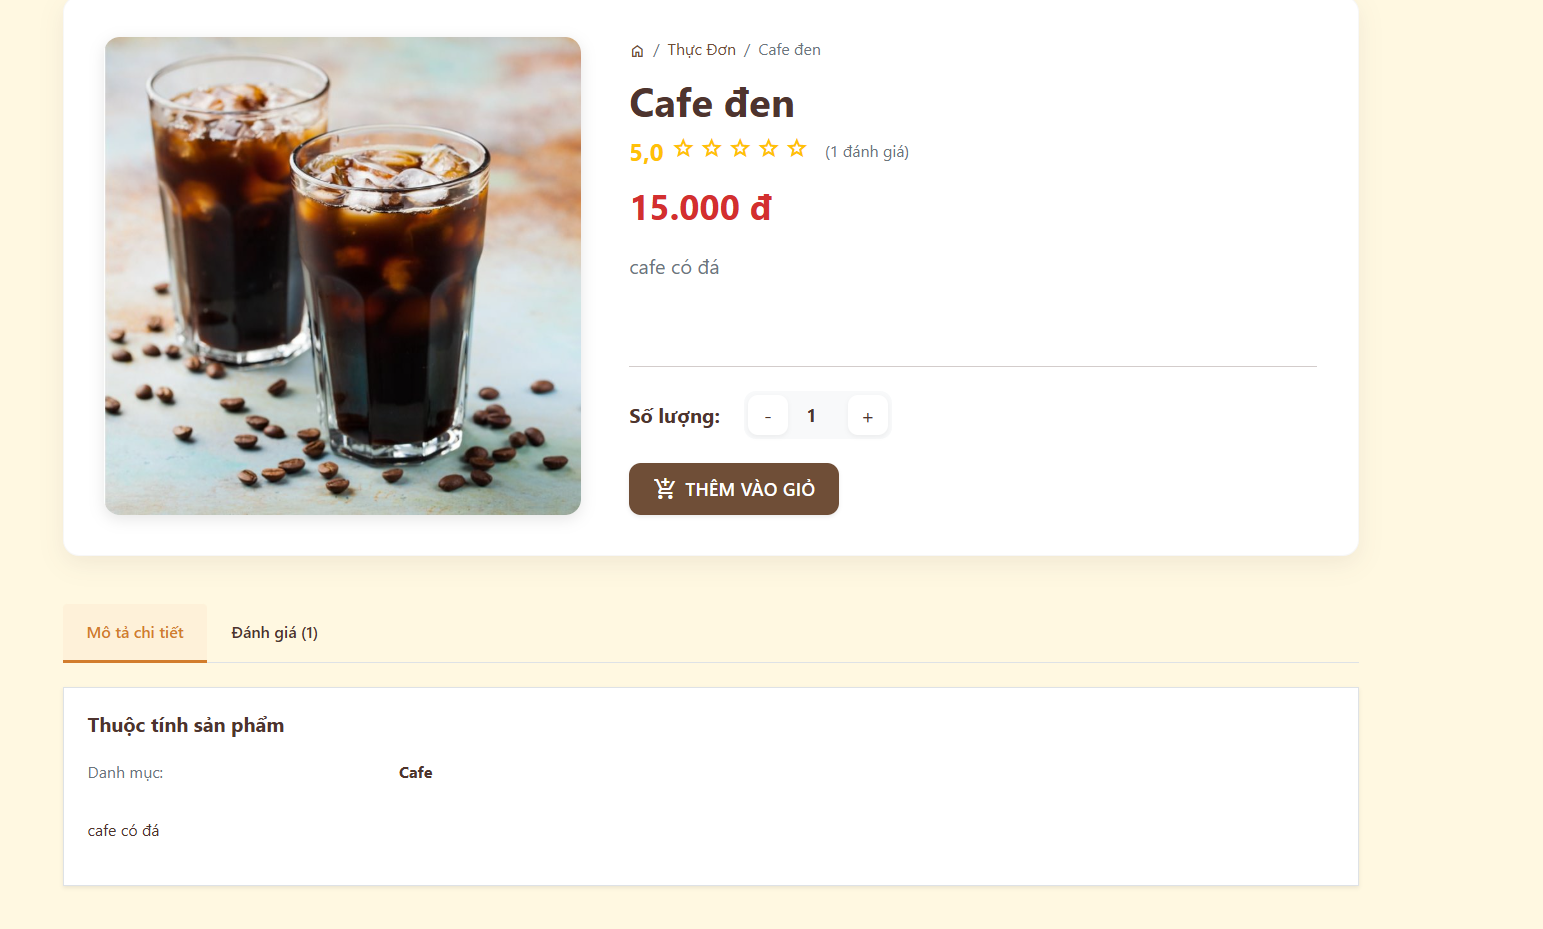 / Thực Đơn / Cafe đen
Cafe đen
5,0 (1 đánh giá)
15.000 đ
cafe có đá
Số lượng: - 1 +
THÊM VÀO GIỎ
Mô tả chi tiết Đánh giá (1)
Thuộc tính sản phẩm
Danh mục: Cafe
cafe có đá